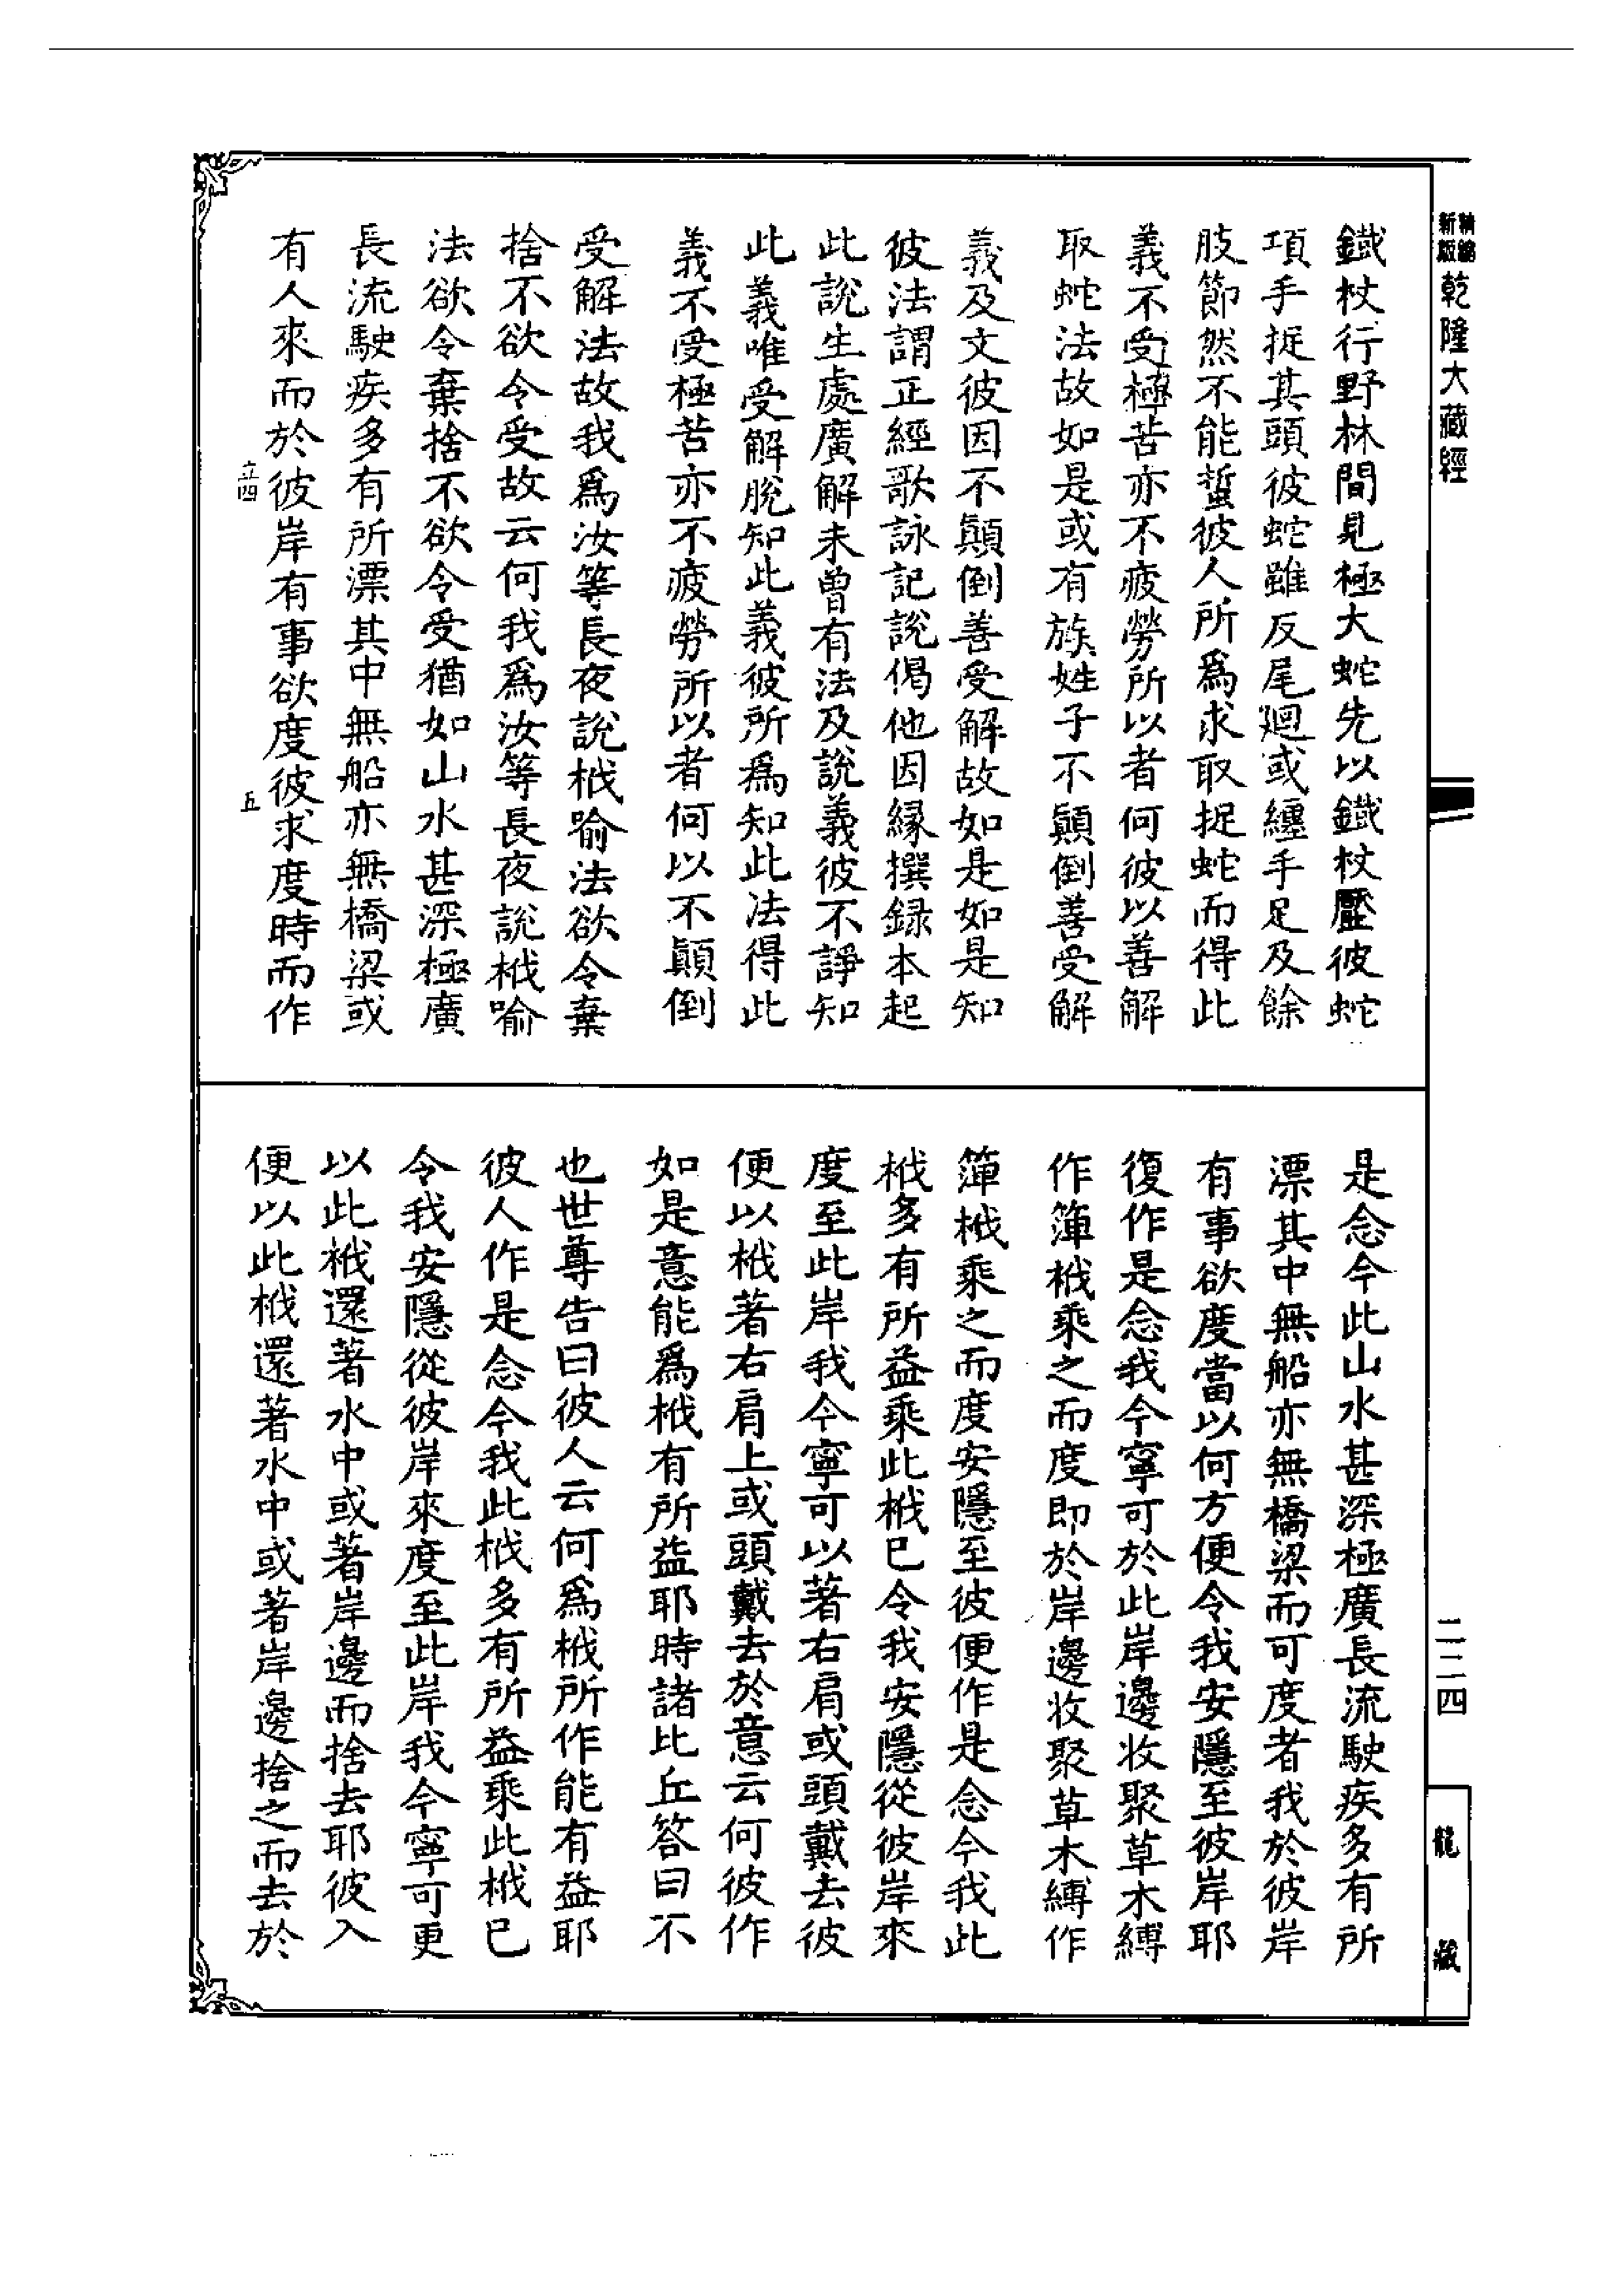 新版精編
乾隆大藏經
鐵杖行野林間見極大蛇先以鐵杖壓彼蛇
項手捉其頭彼蛇雖反尾廻或纏手足及餘
肢節然不能蜇彼人所爲求取捉蛇而得此
義不受極苦亦不疲勞所以者何彼以善解
取蛇法故如是或有族姓子不顛倒善受解
義及文彼因不顛倒善受解故如是如是知
彼法謂正經歌詠記說偈他因緣撰録本起
此說生處廣解未曾有法及說義彼不諍知
此義唯受解脫知此義彼所爲知此法得此
義不受極苦亦不疲勞所以者何以不顛倒
受解法故我爲汝等長夜說栰喻法欲令棄
捨不欲令受故云何我爲汝等長夜說栰喻
法欲令棄捨不欲令受猶如山水甚深極廣
長流駛疾多有所漂其中無船亦無橋梁或
有人來而於彼岸有事欲度彼求度時而作
立四
五
是念今此山水甚深極廣長流駛疾多有所
漂其中無船亦無橋梁而可度者我於彼岸
有事欲度當以何方便令我安隱至彼岸耶
復作是念我今寧可於此岸邊收聚草木縛
作簰栰乘之而度即於岸邊收聚草木縛作
簰栰乘之而度安隱至彼便作是念今我此
栰多有所益乘此栰已令我安隱從彼岸來
度至此岸我今寧可以著右肩或頭戴去彼
便以栰著右肩上或頭戴去於意云何彼作
如是意能爲栰有所益耶時諸比丘答曰不
也世尊告曰彼人云何爲栰所作能有益耶
彼人作是念今我此栰多有所益乘此栰已
令我安隱從彼岸來度至此岸我今寧可更
以此栰還著水中或著岸邊而捨去耶彼入
便以此栰還著水中或著岸邊捨之而去於
二二四
龍藏